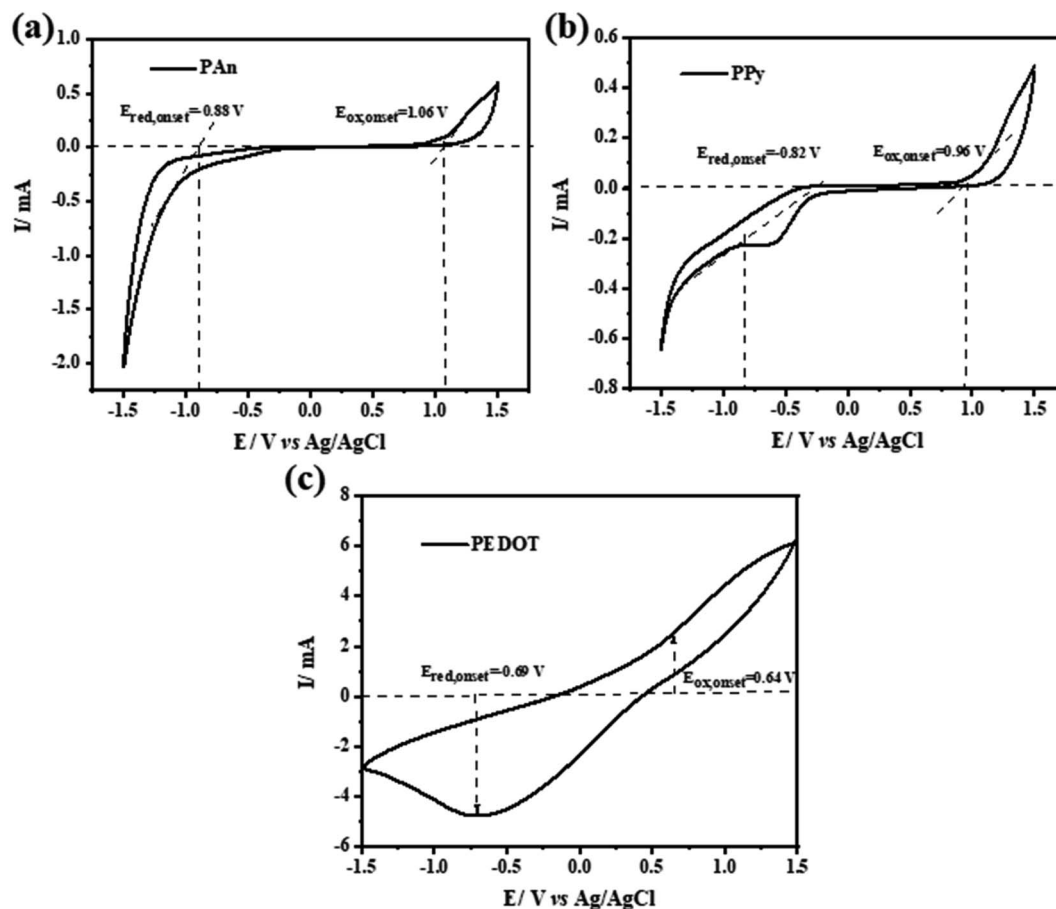 (a)
1.0
0.5
0.0
-0.5
-1.0
-1.5
-2.0
I/ mA
PAn
E_red,onset=-0.88 V
E_ox,onset=1.06 V
-1.5 -1.0 -0.5 0.0 0.5 1.0 1.5
E/ V vs Ag/AgCl
(b)
0.6
0.4
0.2
0.0
-0.2
-0.4
-0.6
-0.8
I/ mA
PPy
E_red,onset=-0.82 V
E_ox,onset=0.96 V
-1.5 -1.0 -0.5 0.0 0.5 1.0 1.5
E/ V vs Ag/AgCl
(c)
8
6
4
2
0
-2
-4
-6
I/ mA
PEDOT
E_red,onset=-0.69 V
E_ox,onset=0.64 V
-1.5 -1.0 -0.5 0.0 0.5 1.0 1.5
E/ V vs Ag/AgCl